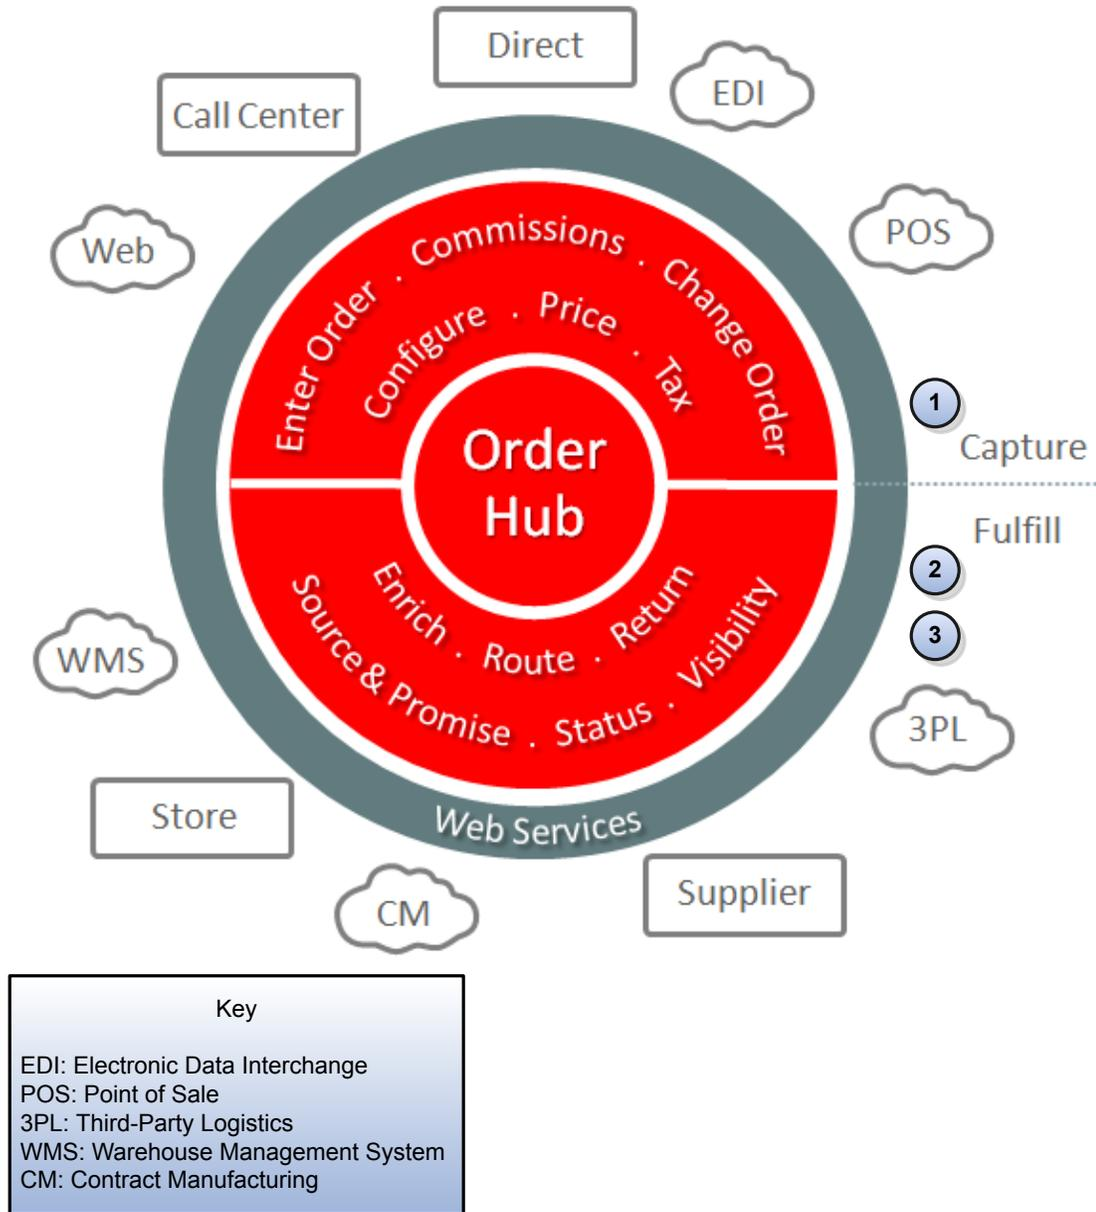 Direct
EDI
Call Center
POS
Web
Enter Order . Commissions . Change Order
Configure . Price . Tax
1
Capture
Order
Hub
Fulfill
2
3
Enrich . Route . Return
Source & Promise . Status . Visibility
WMS
3PL
Store
Web Services
CM
Supplier
Key
EDI: Electronic Data Interchange
POS: Point of Sale
3PL: Third-Party Logistics
WMS: Warehouse Management System
CM: Contract Manufacturing